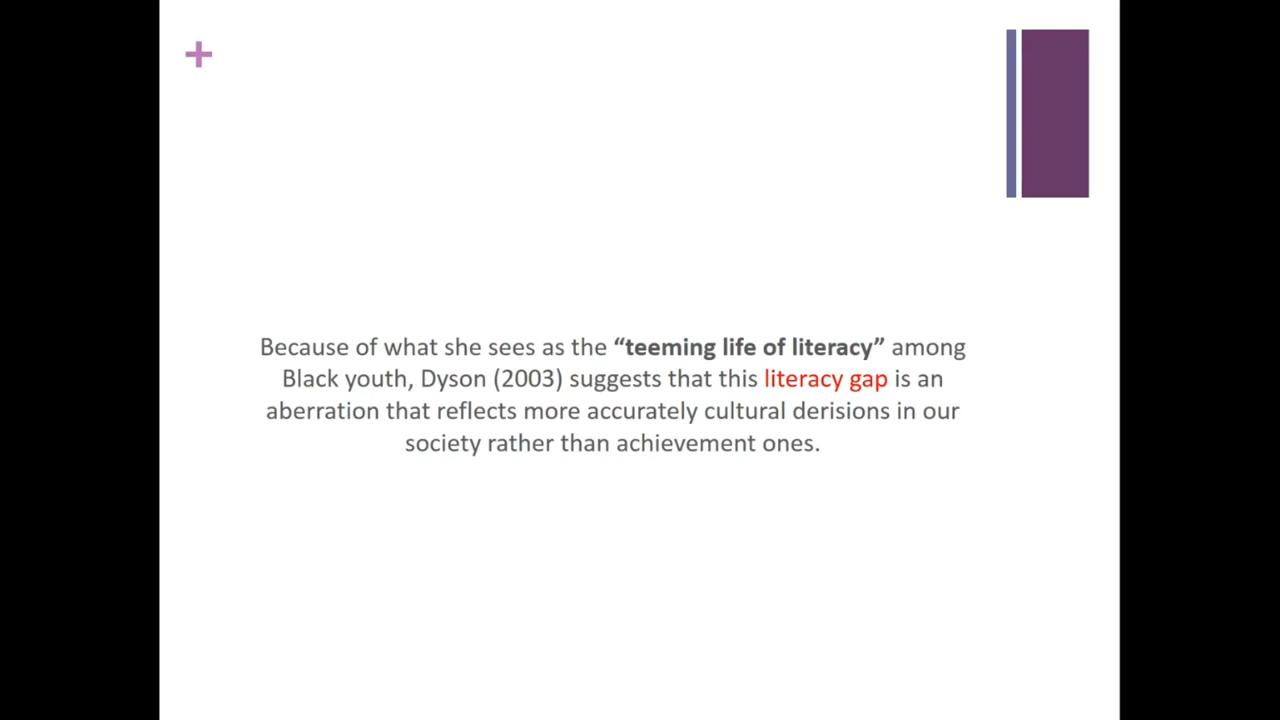 +
Because of what she sees as the “teeming life of literacy” among
Black youth, Dyson (2003) suggests that this literacy gap is an
aberration that reflects more accurately cultural derisions in our
society rather than achievement ones.